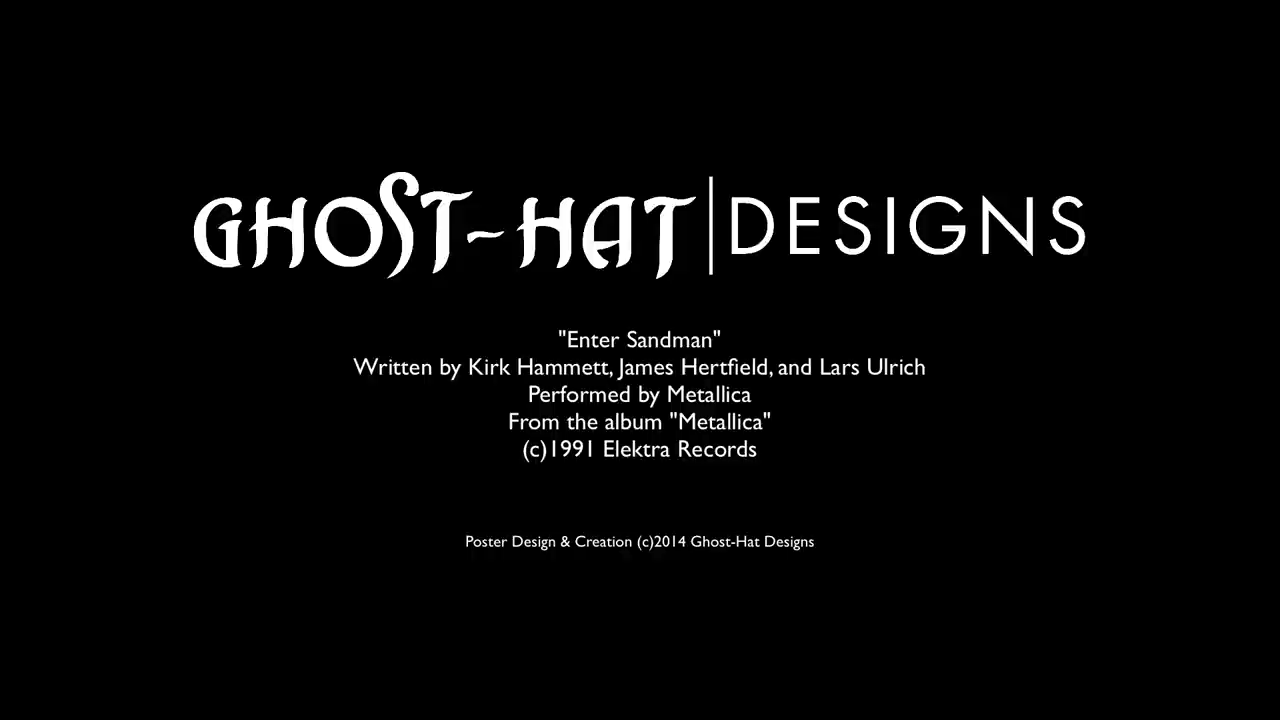 GHOST-HAT|DESIGNS
"Enter Sandman"
Written by Kirk Hammett, James Hertfield, and Lars Ulrich
Performed by Metallica
From the album "Metallica"
(c)1991 Elektra Records
Poster Design & Creation (c)2014 Ghost-Hat Designs